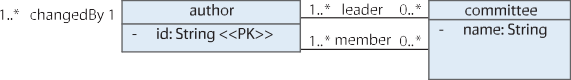 1..* changedBy 1 author 1..* leader 0..* committee
- id: String <<PK>> - name: String
1..* member 0..*